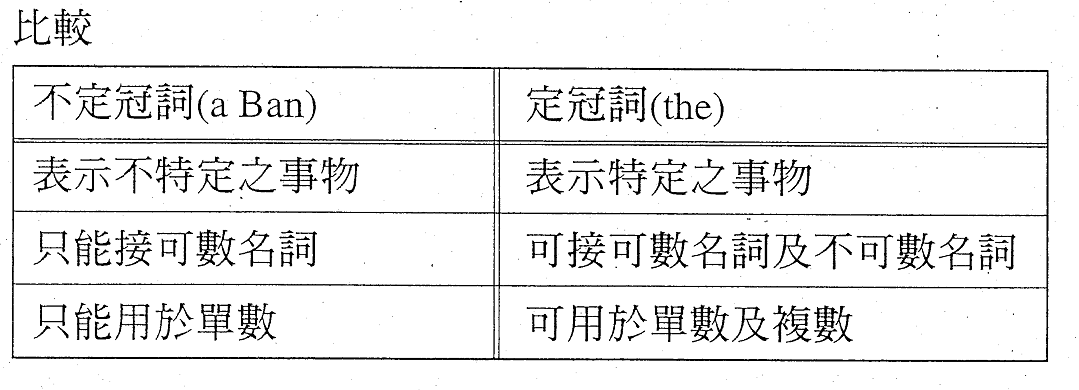 比較
不定冠詞(a Ban) 定冠詞(the)
表示不特定之事物 表示特定之事物
只能接可數名詞 可接可數名詞及不可數名詞
只能用於單數 可用於單數及複數